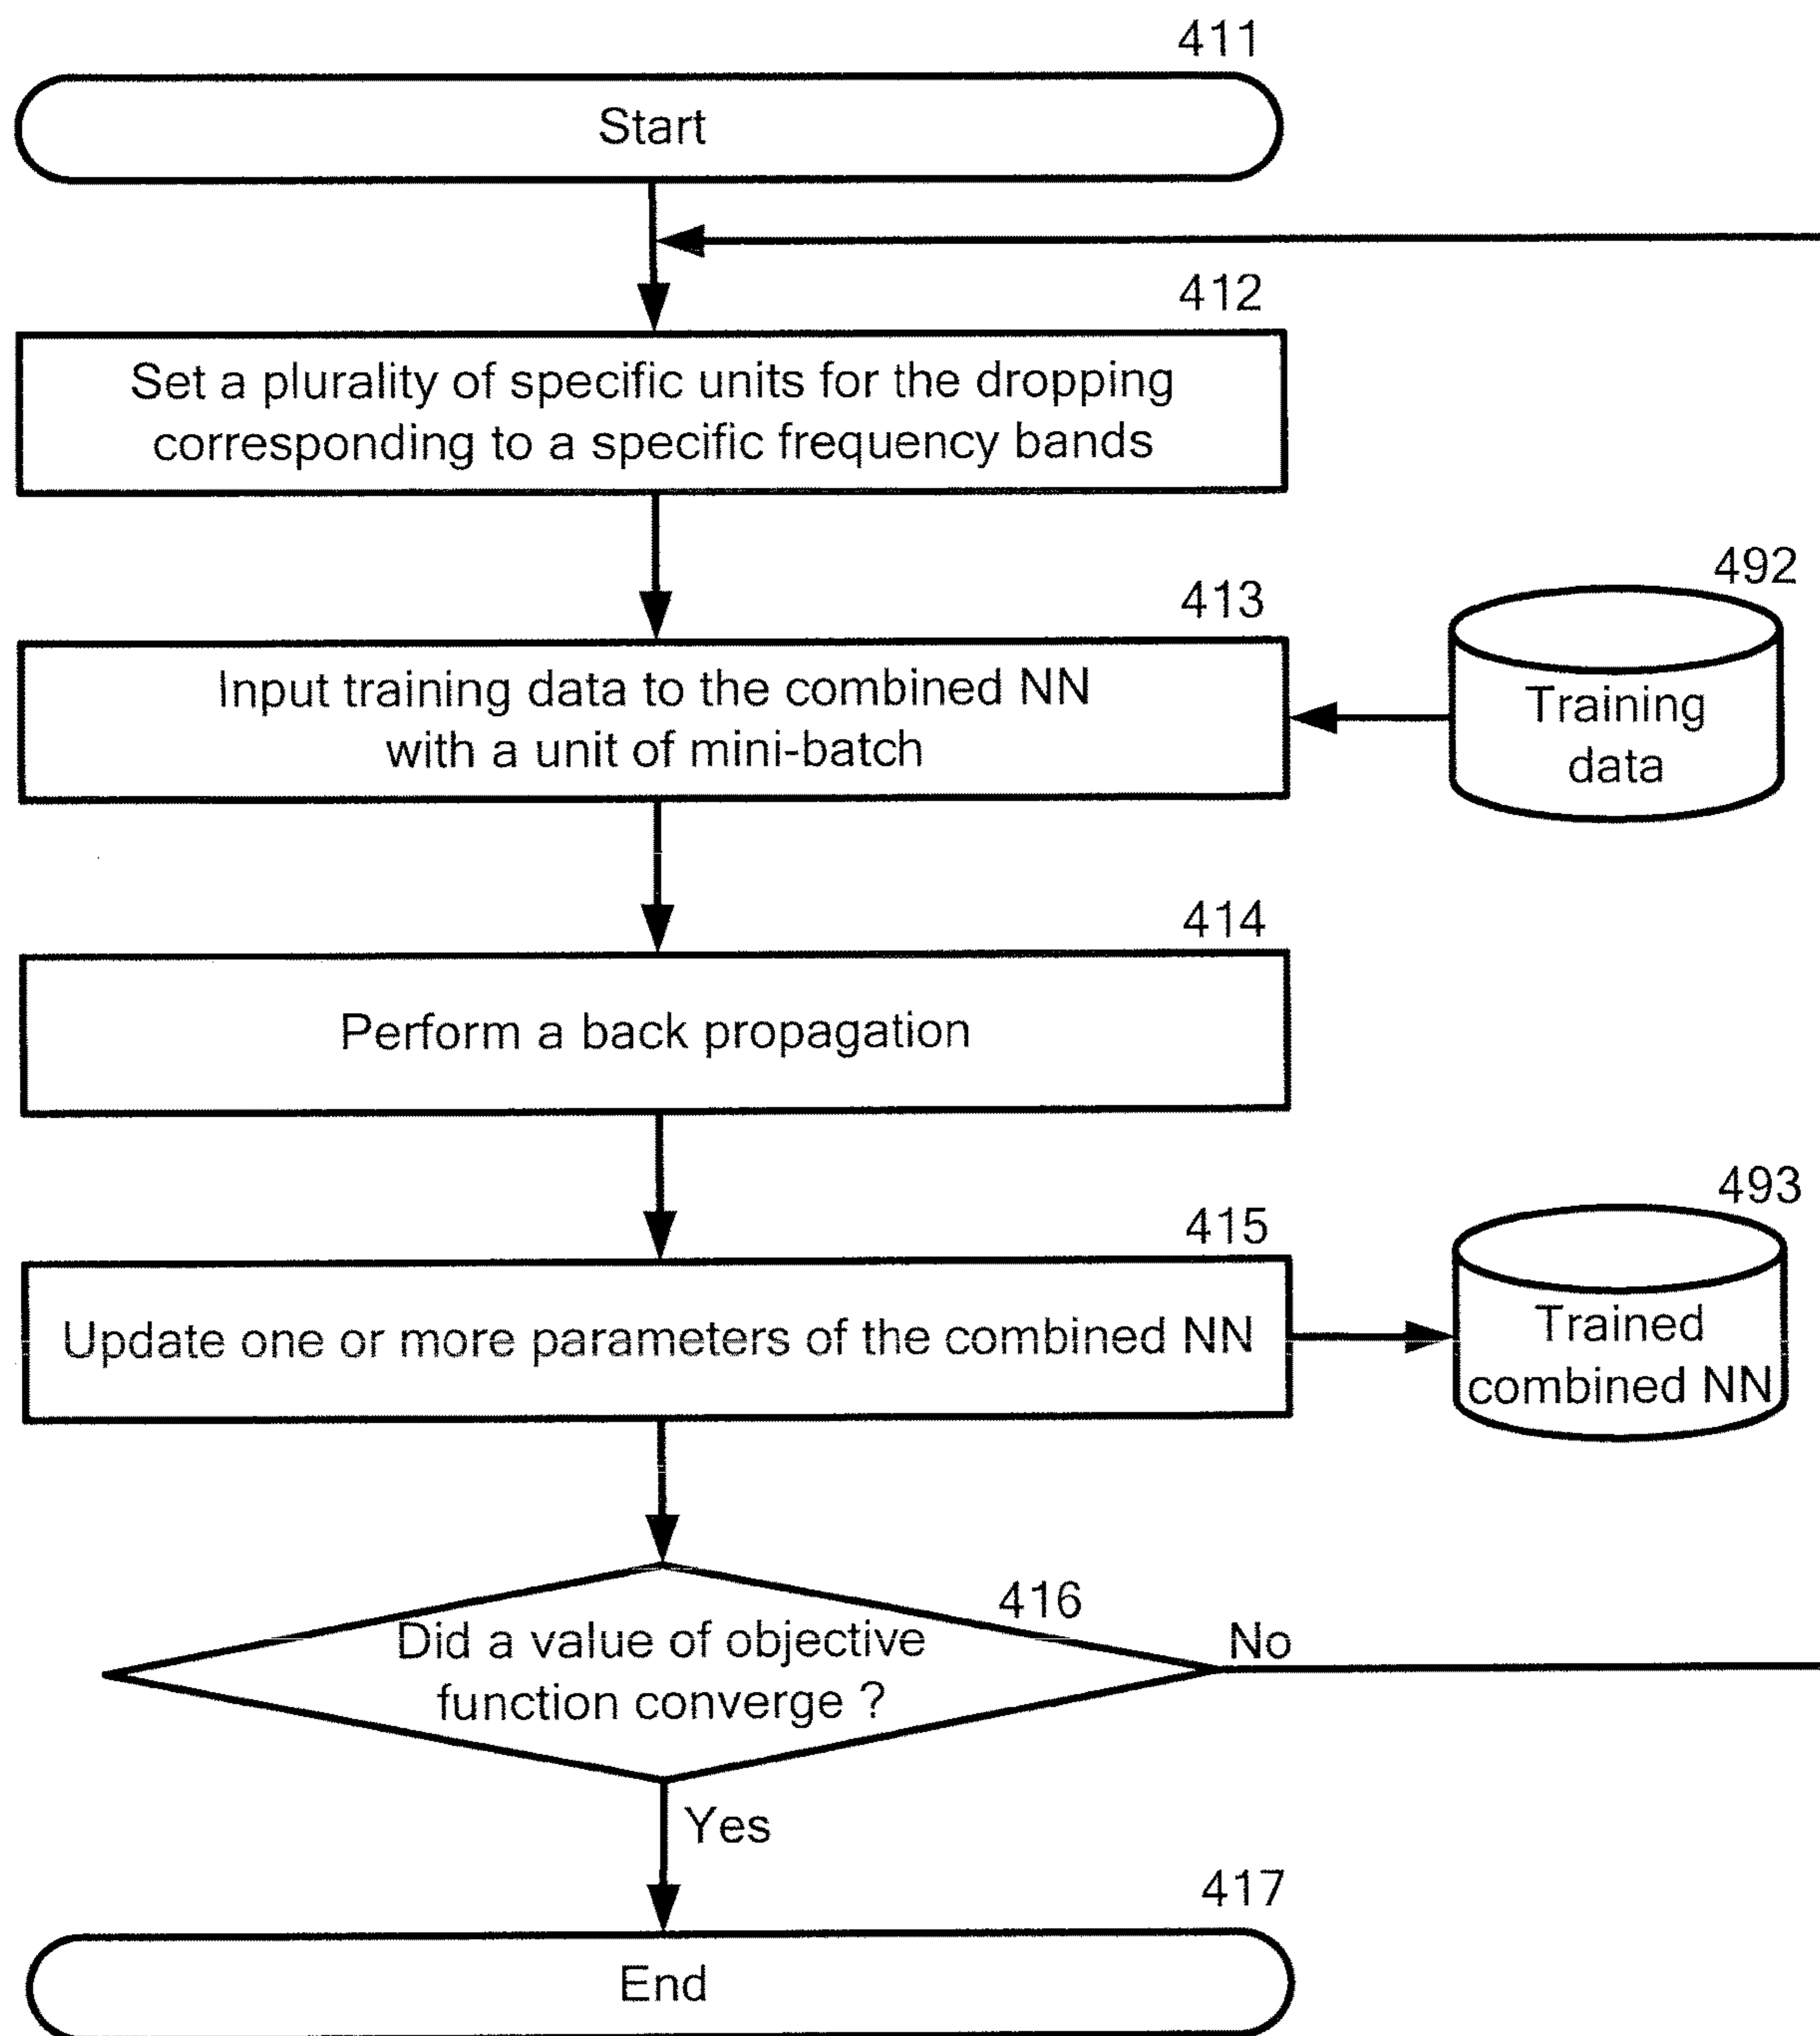 411
Start
412
Set a plurality of specific units for the dropping
corresponding to a specific frequency bands
413
Input training data to the combined NN
with a unit of mini-batch
492
Training
data
414
Perform a back propagation
415
Update one or more parameters of the combined NN
493
Trained
combined NN
416
Did a value of objective
function converge ?
No
Yes
417
End